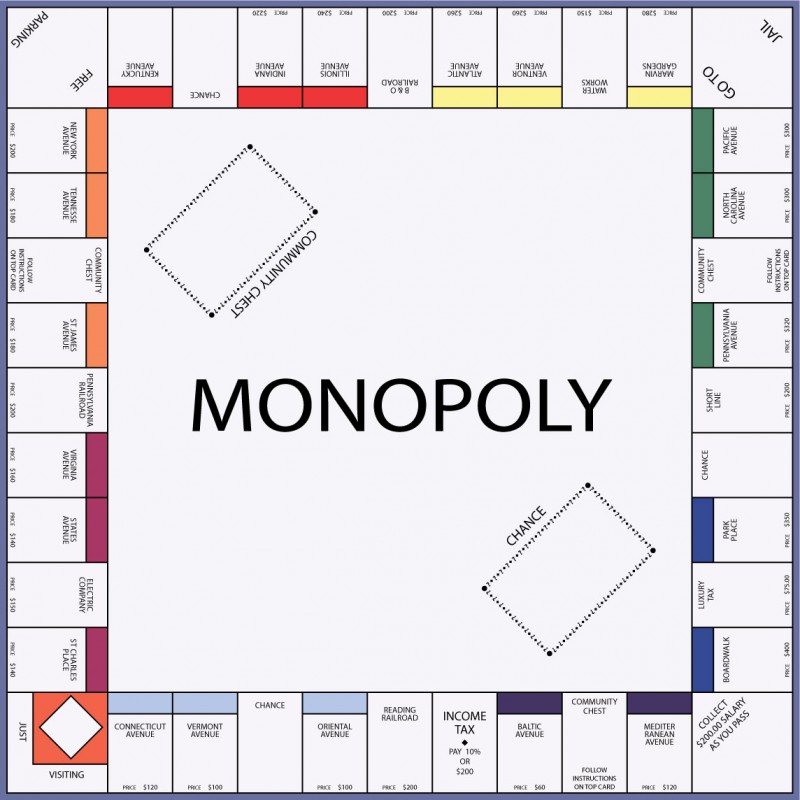 FREE
PARKING
KENTUCKY
AVENUE
CHANCE
INDIANA
AVENUE
PRICE $220
ILLINOIS
AVENUE
PRICE $240
B & O
RAILROAD
PRICE $200
ATLANTIC
AVENUE
PRICE $260
VENTNOR
AVENUE
PRICE $260
WATER
WORKS
PRICE $150
MARVIN
GARDENS
PRICE $280
GO TO
JAIL
NEW YORK
AVENUE
PRICE $200
TENNESSE
AVENUE
PRICE $180
COMMUNITY
CHEST
FOLLOW
INSTRUCTIONS
ON TOP CARD
ST JAMES
AVENUE
PRICE $180
PENNSYLVANIA
RAILROAD
PRICE $200
VIRGINIA
AVENUE
PRICE $160
STATES
AVENUE
PRICE $140
ELECTRIC
COMPANY
PRICE $150
ST CHARLES
PLACE
PRICE $140
COMMUNITY CHEST
MONOPOLY
CHANCE
PACIFIC
AVENUE
PRICE $300
NORTH
CAROLINA
AVENUE
PRICE $300
COMMUNITY
CHEST
FOLLOW
INSTRUCTIONS
ON TOP CARD
PENNSYLVANIA
AVENUE
PRICE $320
SHORT
LINE
PRICE $200
CHANCE
PARK
PLACE
PRICE $350
LUXURY
TAX
PRICE $75.00
BOARDWALK
PRICE $400
JUST
VISITING
CONNECTICUT
AVENUE
PRICE $120
VERMONT
AVENUE
PRICE $100
CHANCE
ORIENTAL
AVENUE
PRICE $100
READING
RAILROAD
PRICE $200
INCOME
TAX
PAY 10%
OR
$200
BALTIC
AVENUE
PRICE $60
COMMUNITY
CHEST
FOLLOW
INSTRUCTIONS
ON TOP CARD
MEDITER
RANEAN
AVENUE
PRICE $120
COLLECT
$200.00 SALARY
AS YOU PASS